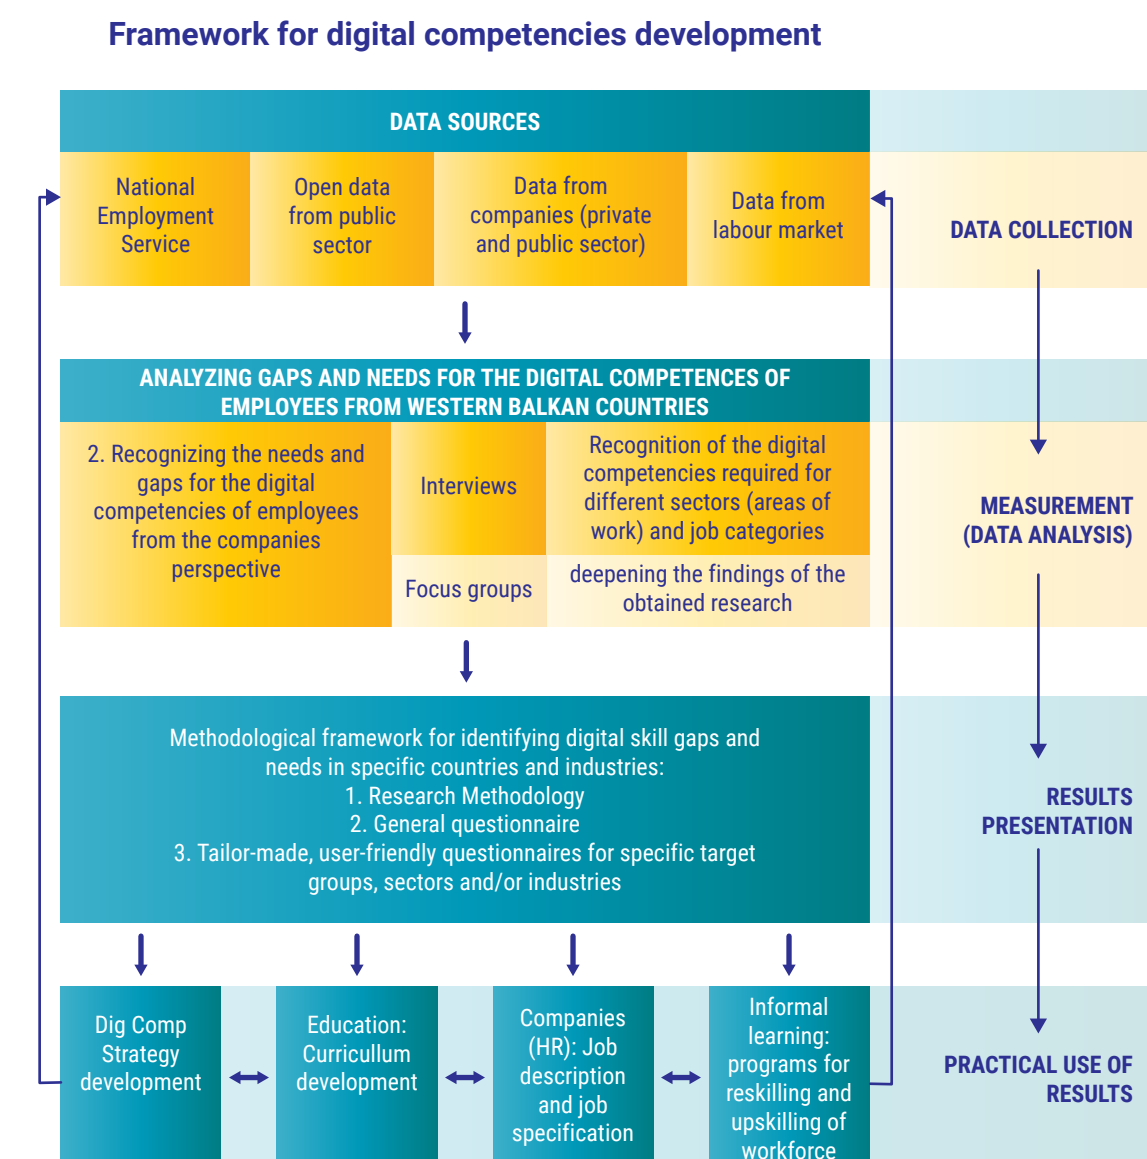 Framework for digital competencies development
DATA SOURCES
National
Employment
Service
Open data
from public
sector
Data from
companies (private
and public sector)
Data from
labour market
DATA COLLECTION
ANALYZING GAPS AND NEEDS FOR THE DIGITAL COMPETENCES OF
EMPLOYEES FROM WESTERN BALKAN COUNTRIES
2. Recognizing the needs and
gaps for the digital
competencies of employees
from the companies
perspective
Interviews
Recognition of the digital
competencies required for
different sectors (areas of
work) and job categories
Focus groups
deepening the findings of the
obtained research
MEASUREMENT
(DATA ANALYSIS)
Methodological framework for identifying digital skill gaps and
needs in specific countries and industries:
1. Research Methodology
2. General questionnaire
3. Tailor-made, user-friendly questionnaires for specific target
groups, sectors and/or industries
RESULTS
PRESENTATION
Dig Comp
Strategy
development
Education:
Curricullum
development
Companies
(HR): Job
description
and job
specification
Informal
learning:
programs for
reskilling and
upskilling of
workforce
PRACTICAL USE OF
RESULTS